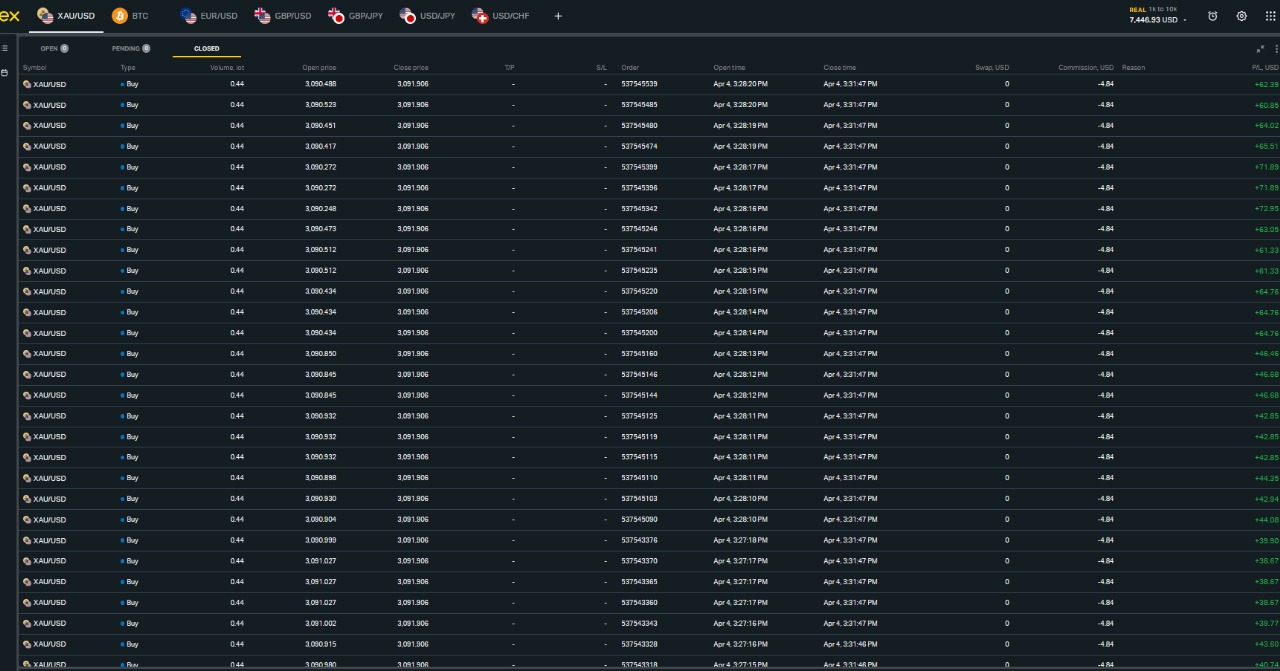 ex XAU/USD BTC EUR/USD GBP/USD GBP/JPY USD/JPY USD/CHF + REAL 1k to 10k
7,446.93 USD
OPEN 0 PENDING 0 CLOSED
Symbol Type Volume, lot Open price Close price T/P S/L Order Open time Close time Swap, USD Commission, USD Reason P/L, USD
XAU/USD Buy 0.44 3,090.488 3,091.906 - - 537545539 Apr 4, 3:28:20 PM Apr 4, 3:31:47 PM 0 -4.84 +62.39
XAU/USD Buy 0.44 3,090.523 3,091.906 - - 537545485 Apr 4, 3:28:20 PM Apr 4, 3:31:47 PM 0 -4.84 +60.85
XAU/USD Buy 0.44 3,090.451 3,091.906 - - 537545480 Apr 4, 3:28:19 PM Apr 4, 3:31:47 PM 0 -4.84 +64.02
XAU/USD Buy 0.44 3,090.417 3,091.906 - - 537545474 Apr 4, 3:28:19 PM Apr 4, 3:31:47 PM 0 -4.84 +65.51
XAU/USD Buy 0.44 3,090.272 3,091.906 - - 537545399 Apr 4, 3:28:17 PM Apr 4, 3:31:47 PM 0 -4.84 +71.89
XAU/USD Buy 0.44 3,090.272 3,091.906 - - 537545396 Apr 4, 3:28:17 PM Apr 4, 3:31:47 PM 0 -4.84 +71.89
XAU/USD Buy 0.44 3,090.248 3,091.906 - - 537545342 Apr 4, 3:28:16 PM Apr 4, 3:31:47 PM 0 -4.84 +72.95
XAU/USD Buy 0.44 3,090.473 3,091.906 - - 537545246 Apr 4, 3:28:16 PM Apr 4, 3:31:47 PM 0 -4.84 +63.05
XAU/USD Buy 0.44 3,090.512 3,091.906 - - 537545241 Apr 4, 3:28:16 PM Apr 4, 3:31:47 PM 0 -4.84 +61.33
XAU/USD Buy 0.44 3,090.512 3,091.906 - - 537545235 Apr 4, 3:28:15 PM Apr 4, 3:31:47 PM 0 -4.84 +61.33
XAU/USD Buy 0.44 3,090.434 3,091.906 - - 537545220 Apr 4, 3:28:15 PM Apr 4, 3:31:47 PM 0 -4.84 +64.76
XAU/USD Buy 0.44 3,090.434 3,091.906 - - 537545206 Apr 4, 3:28:14 PM Apr 4, 3:31:47 PM 0 -4.84 +64.76
XAU/USD Buy 0.44 3,090.434 3,091.906 - - 537545200 Apr 4, 3:28:14 PM Apr 4, 3:31:47 PM 0 -4.84 +64.76
XAU/USD Buy 0.44 3,090.850 3,091.906 - - 537545160 Apr 4, 3:28:13 PM Apr 4, 3:31:47 PM 0 -4.84 +46.46
XAU/USD Buy 0.44 3,090.845 3,091.906 - - 537545146 Apr 4, 3:28:12 PM Apr 4, 3:31:47 PM 0 -4.84 +46.68
XAU/USD Buy 0.44 3,090.845 3,091.906 - - 537545144 Apr 4, 3:28:12 PM Apr 4, 3:31:47 PM 0 -4.84 +46.68
XAU/USD Buy 0.44 3,090.932 3,091.906 - - 537545125 Apr 4, 3:28:11 PM Apr 4, 3:31:47 PM 0 -4.84 +42.85
XAU/USD Buy 0.44 3,090.932 3,091.906 - - 537545119 Apr 4, 3:28:11 PM Apr 4, 3:31:47 PM 0 -4.84 +42.85
XAU/USD Buy 0.44 3,090.932 3,091.906 - - 537545115 Apr 4, 3:28:11 PM Apr 4, 3:31:47 PM 0 -4.84 +42.85
XAU/USD Buy 0.44 3,090.898 3,091.906 - - 537545110 Apr 4, 3:28:11 PM Apr 4, 3:31:47 PM 0 -4.84 +44.35
XAU/USD Buy 0.44 3,090.930 3,091.906 - - 537545103 Apr 4, 3:28:10 PM Apr 4, 3:31:47 PM 0 -4.84 +42.94
XAU/USD Buy 0.44 3,090.904 3,091.906 - - 537545090 Apr 4, 3:28:10 PM Apr 4, 3:31:47 PM 0 -4.84 +44.08
XAU/USD Buy 0.44 3,090.999 3,091.906 - - 537543376 Apr 4, 3:27:18 PM Apr 4, 3:31:47 PM 0 -4.84 +39.90
XAU/USD Buy 0.44 3,091.027 3,091.906 - - 537543370 Apr 4, 3:27:17 PM Apr 4, 3:31:47 PM 0 -4.84 +38.67
XAU/USD Buy 0.44 3,091.027 3,091.906 - - 537543365 Apr 4, 3:27:17 PM Apr 4, 3:31:47 PM 0 -4.84 +38.67
XAU/USD Buy 0.44 3,091.027 3,091.906 - - 537543360 Apr 4, 3:27:17 PM Apr 4, 3:31:47 PM 0 -4.84 +38.67
XAU/USD Buy 0.44 3,091.002 3,091.906 - - 537543343 Apr 4, 3:27:16 PM Apr 4, 3:31:47 PM 0 -4.84 +39.77
XAU/USD Buy 0.44 3,090.915 3,091.906 - - 537543328 Apr 4, 3:27:16 PM Apr 4, 3:31:46 PM 0 -4.84 +43.60
XAU/USD Buy 0.44 3,090.980 3,091.906 - - 537543318 Apr 4, 3:27:15 PM Apr 4, 3:31:46 PM 0 -4.84 +40.74